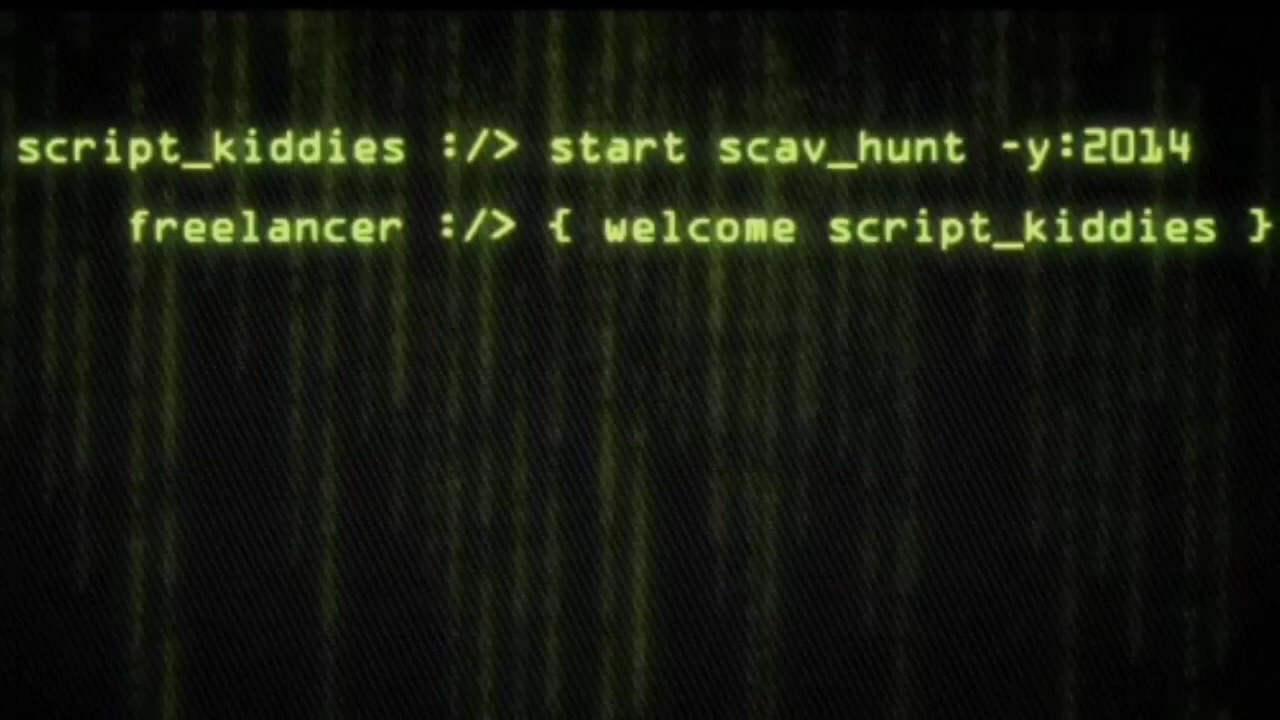 script_kiddies :/> start scav_hunt -y:2014
freelancer :/> { welcome script_kiddies }